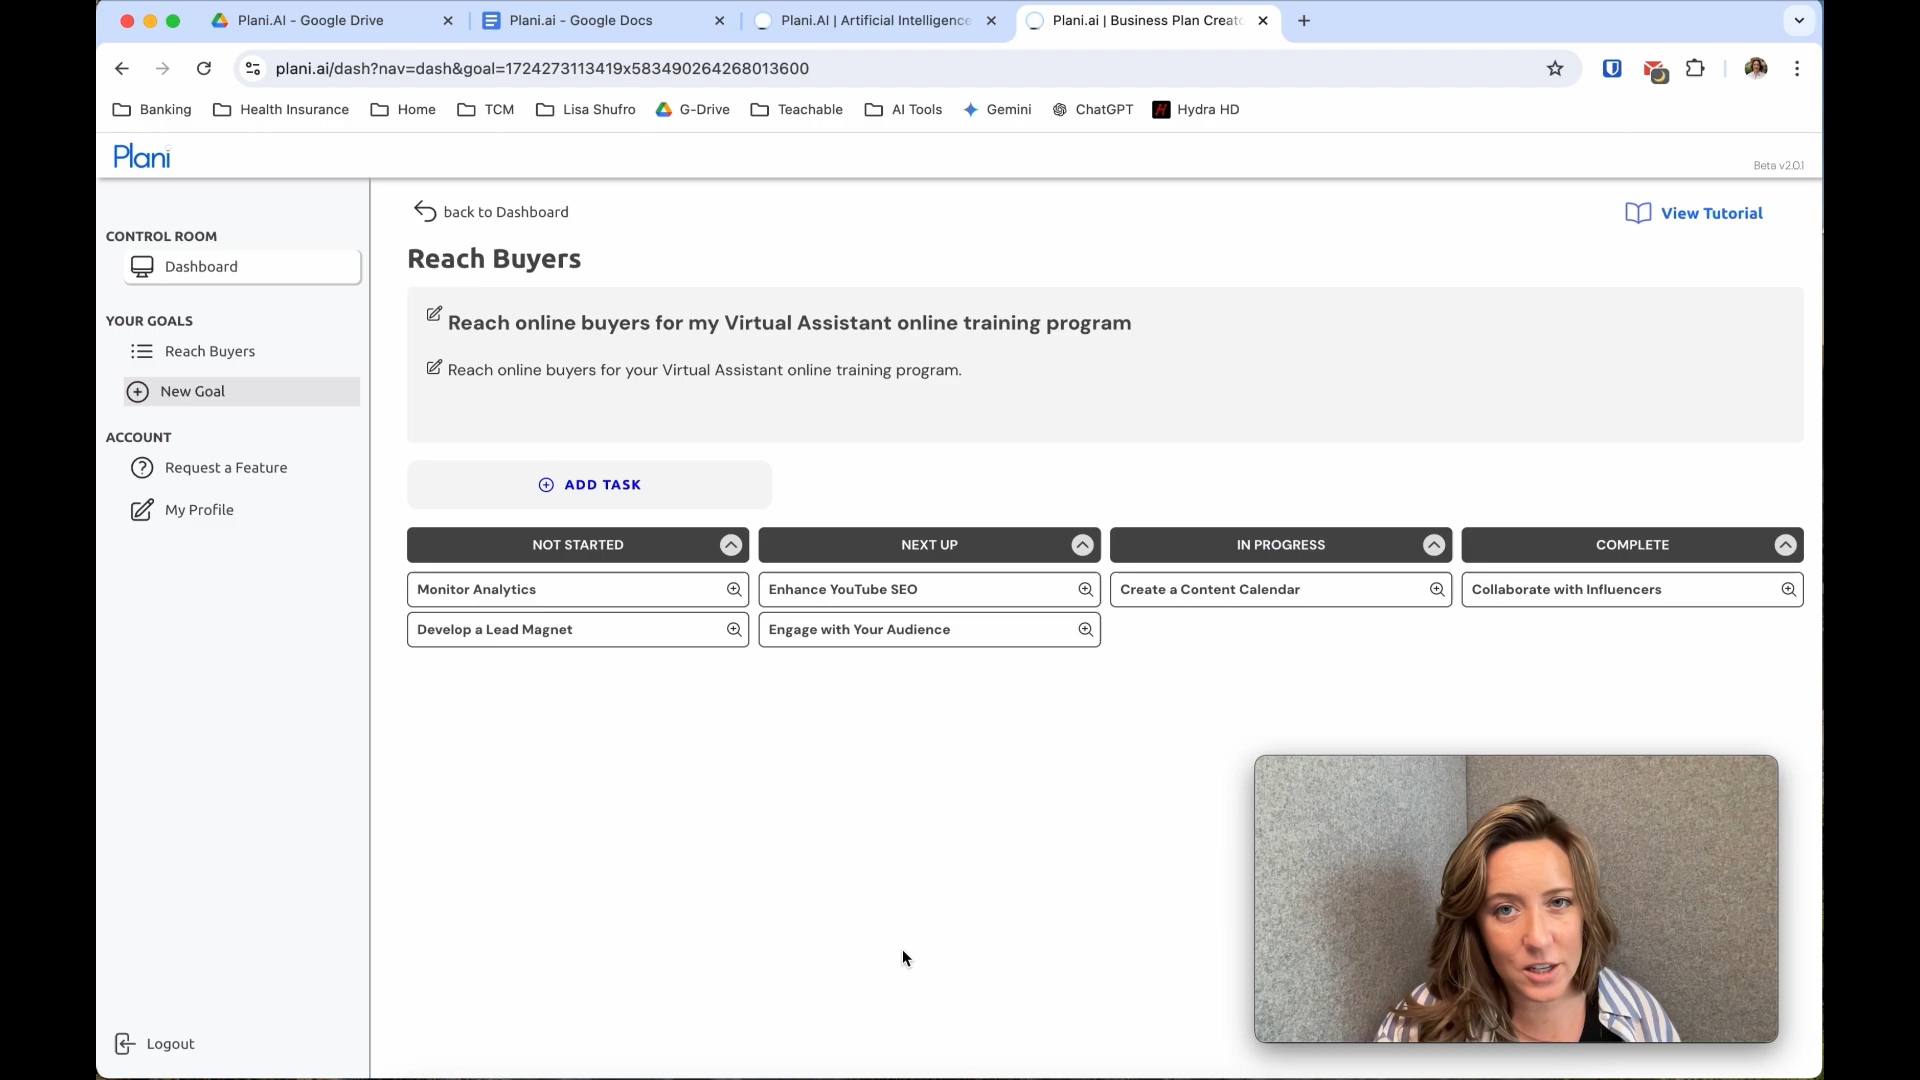 Plani.AI - Google Drive
Plani.ai - Google Docs
Plani.AI | Artificial Intelligence
Plani.ai | Business Plan Creato
plani.ai/dash?nav=dash&goal=1724273113419x583490264268013600
Banking
Health Insurance
Home
TCM
Lisa Shufro
G-Drive
Teachable
AI Tools
Gemini
ChatGPT
Hydra HD
Plani
Beta v2.0.1
CONTROL ROOM
Dashboard
YOUR GOALS
Reach Buyers
New Goal
ACCOUNT
Request a Feature
My Profile
Logout
back to Dashboard
View Tutorial
Reach Buyers
Reach online buyers for my Virtual Assistant online training program
Reach online buyers for your Virtual Assistant online training program.
ADD TASK
NOT STARTED
Monitor Analytics
Develop a Lead Magnet
NEXT UP
Enhance YouTube SEO
Engage with Your Audience
IN PROGRESS
Create a Content Calendar
COMPLETE
Collaborate with Influencers